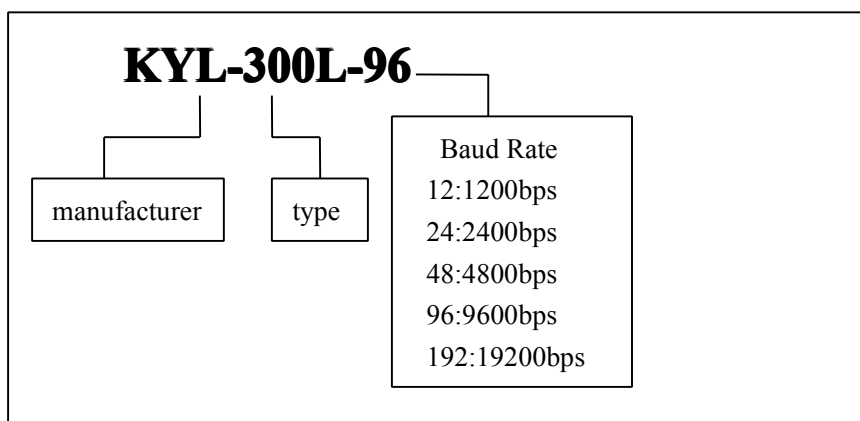 KYL-300L-96
manufacturer
type
Baud Rate
12:1200bps
24:2400bps
48:4800bps
96:9600bps
192:19200bps